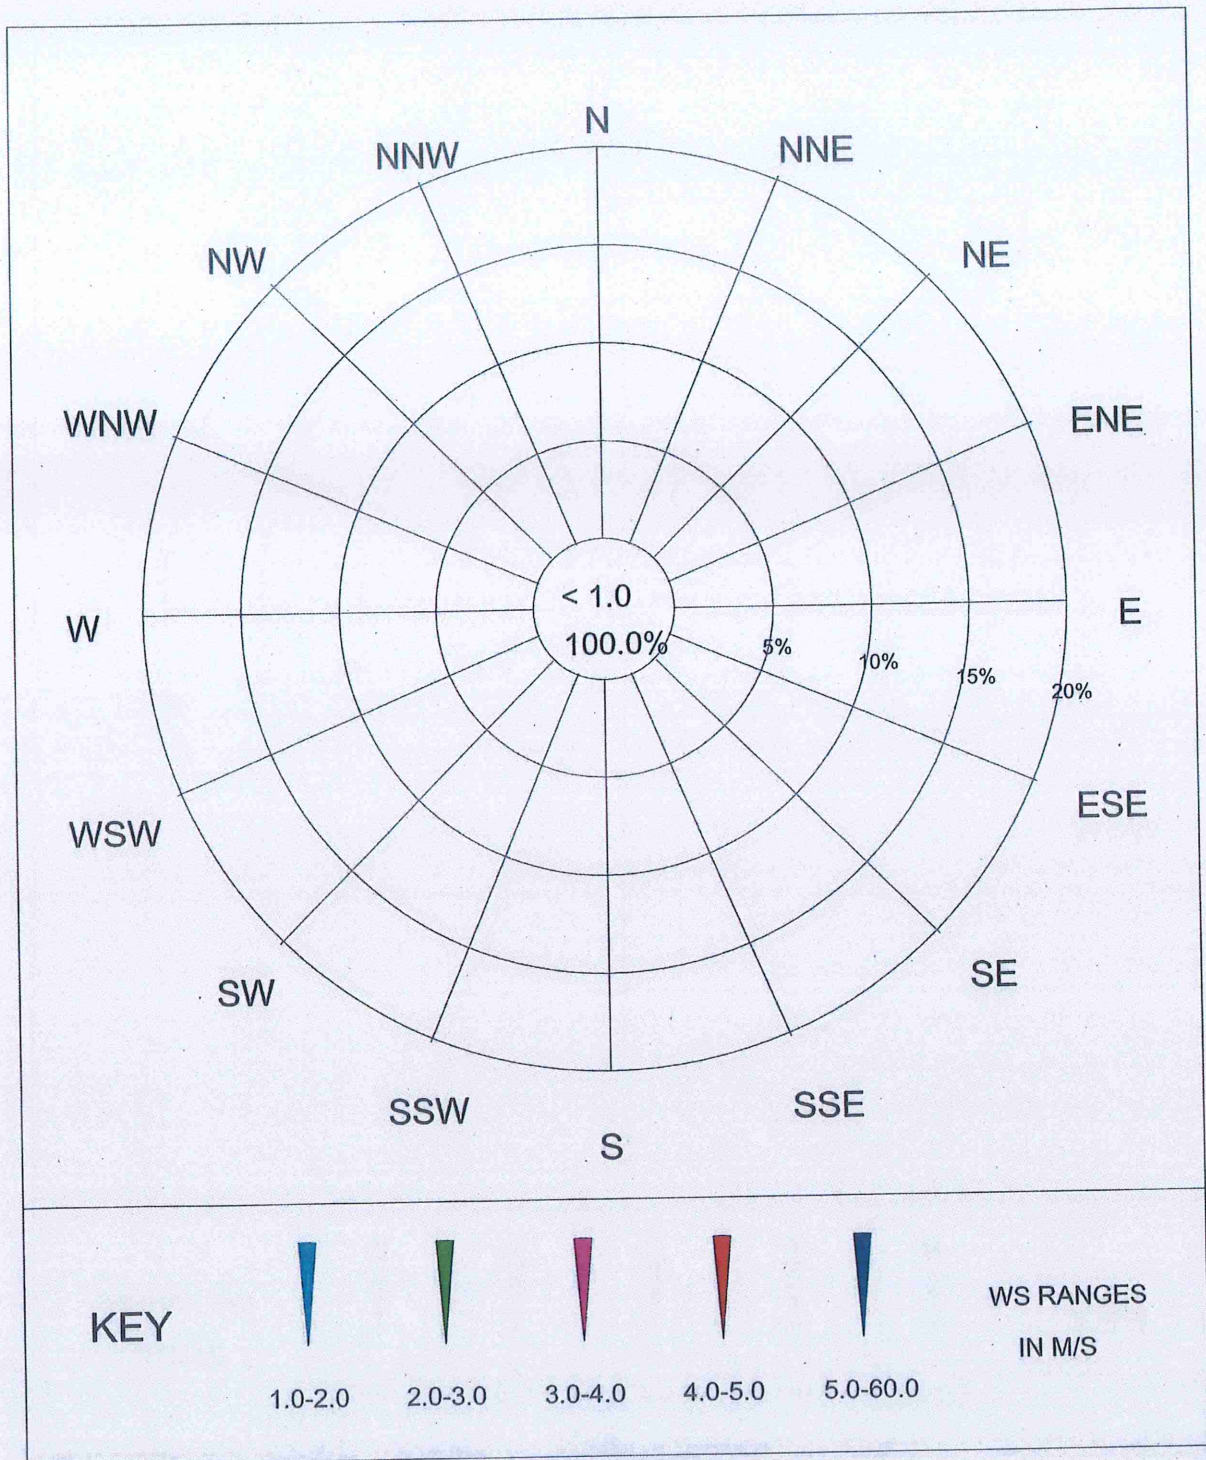 N
NNW
NNE
NW
NE
WNW
ENE
< 1.0
W
E
100.0%
5%
10%
15%
20%
WSW
ESE
SW
SE
SSW
SSE
S
KEY
WS RANGES
IN M/S
1.0-2.0
2.0-3.0
3.0-4.0
4.0-5.0
5.0-60.0